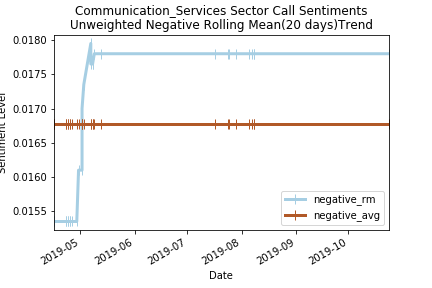 Communication_Services Sector Call Sentiments
Unweighted Negative Rolling Mean(20 days)Trend
0.0180
0.0175
0.0170
0.0165
0.0160
0.0155
Sentiment Level
negative_rm
negative_avg
2019-05
2019-06
2019-07
2019-08
2019-09
2019-10
Date